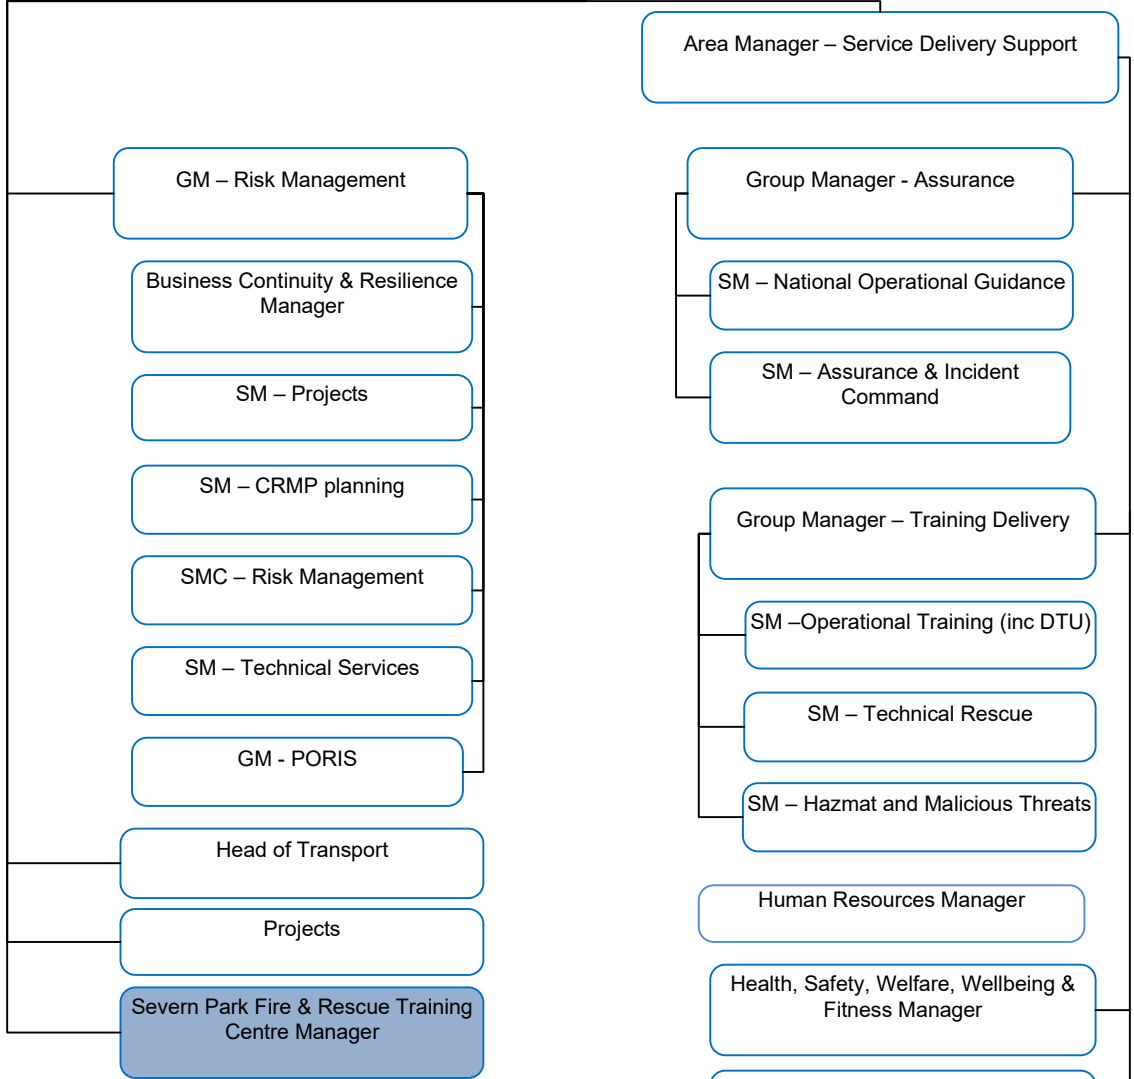 Area Manager – Service Delivery Support
GM – Risk Management
Business Continuity & Resilience
Manager
SM – Projects
SM – CRMP planning
SMC – Risk Management
SM – Technical Services
GM - PORIS
Head of Transport
Projects
Severn Park Fire & Rescue Training
Centre Manager
Group Manager - Assurance
SM – National Operational Guidance
SM – Assurance & Incident
Command
Group Manager – Training Delivery
SM –Operational Training (inc DTU)
SM – Technical Rescue
SM – Hazmat and Malicious Threats
Human Resources Manager
Health, Safety, Welfare, Wellbeing &
Fitness Manager